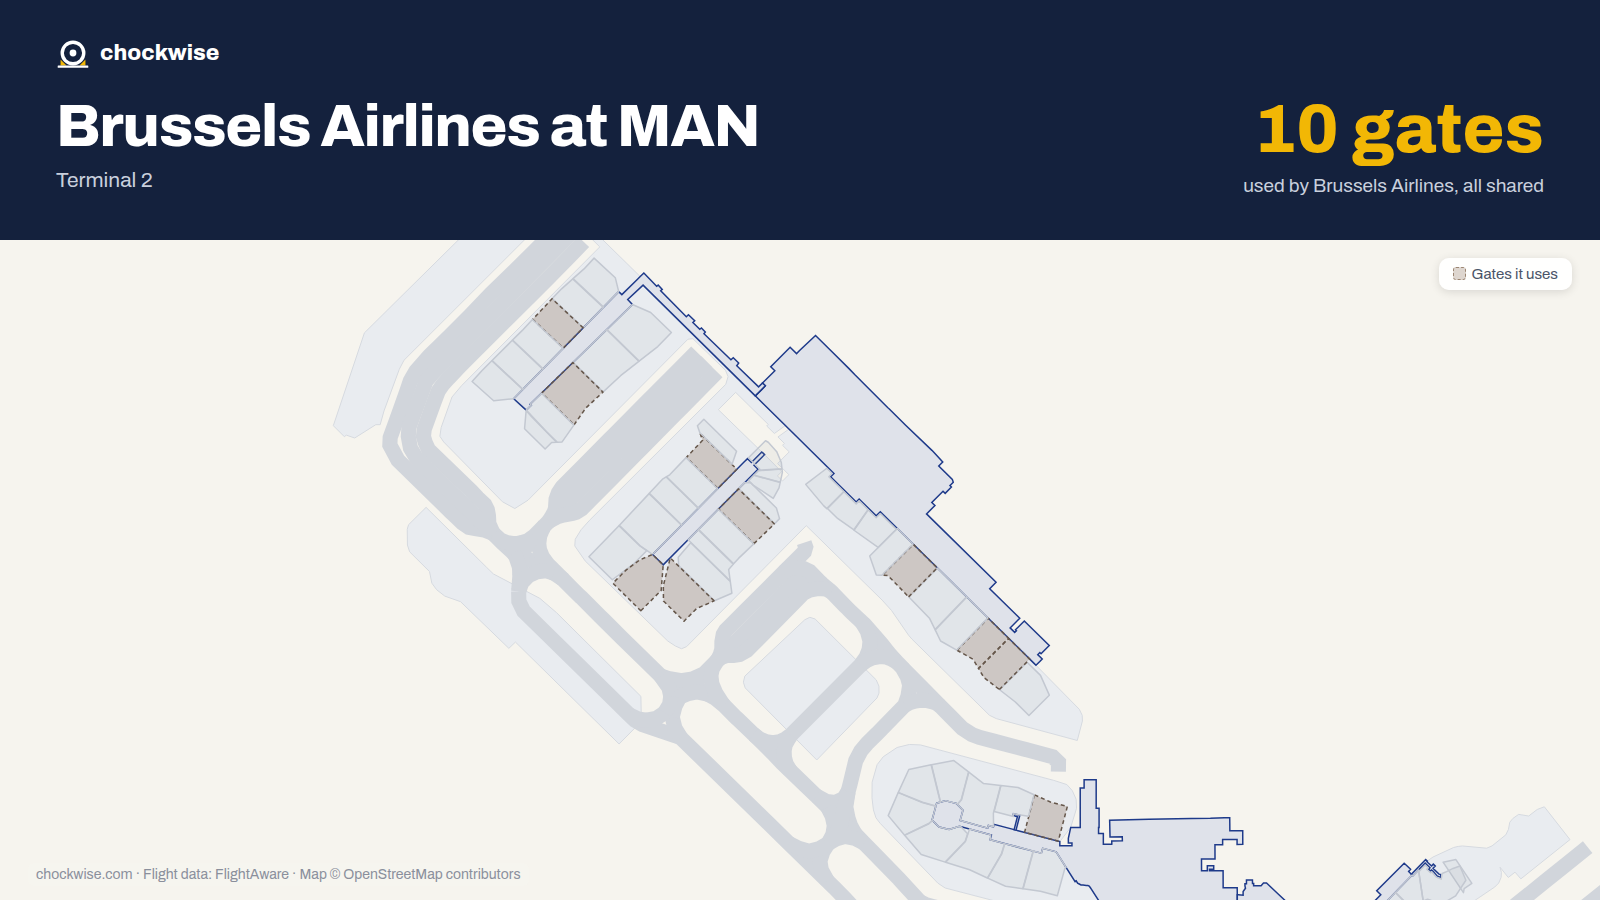 chockwise
Brussels Airlines at MAN
Terminal 2
10 gates
used by Brussels Airlines, all shared
Gates it uses
chockwise.com · Flight data: FlightAware · Map © OpenStreetMap contributors